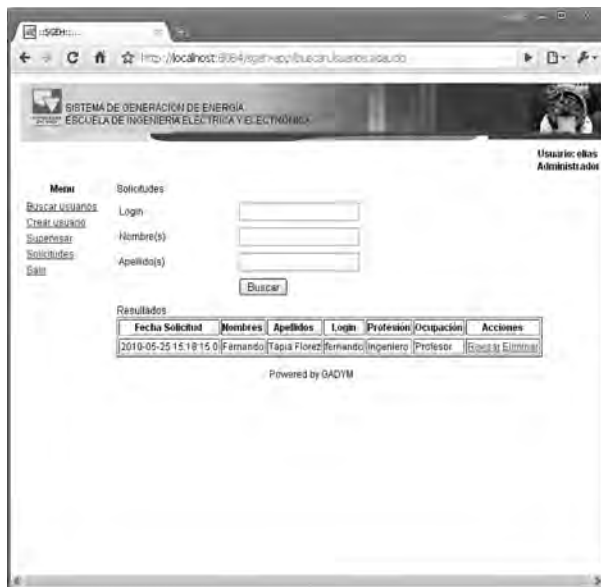 ::SGEH::...
localhost
SISTEMA DE GENERACIÓN DE ENERGÍA
ESCUELA DE INGENIERÍA ELÉCTRICA Y ELECTRÓNICA
Usuario: elias
Administrador
Menu
Buscar usuarios
Crear usuario
Supervisar
Solicitudes
Salir
Solicitudes
Login
Nombre(s)
Apellido(s)
Buscar
Resultados
Fecha Solicitud Nombres Apellidos Login Profesión Ocupación Acciones
2010-05-25 15:18:15.0 Fernando Tapia Florez fernando Ingeniero Profesor Revisar Eliminar
Powered by GADYM